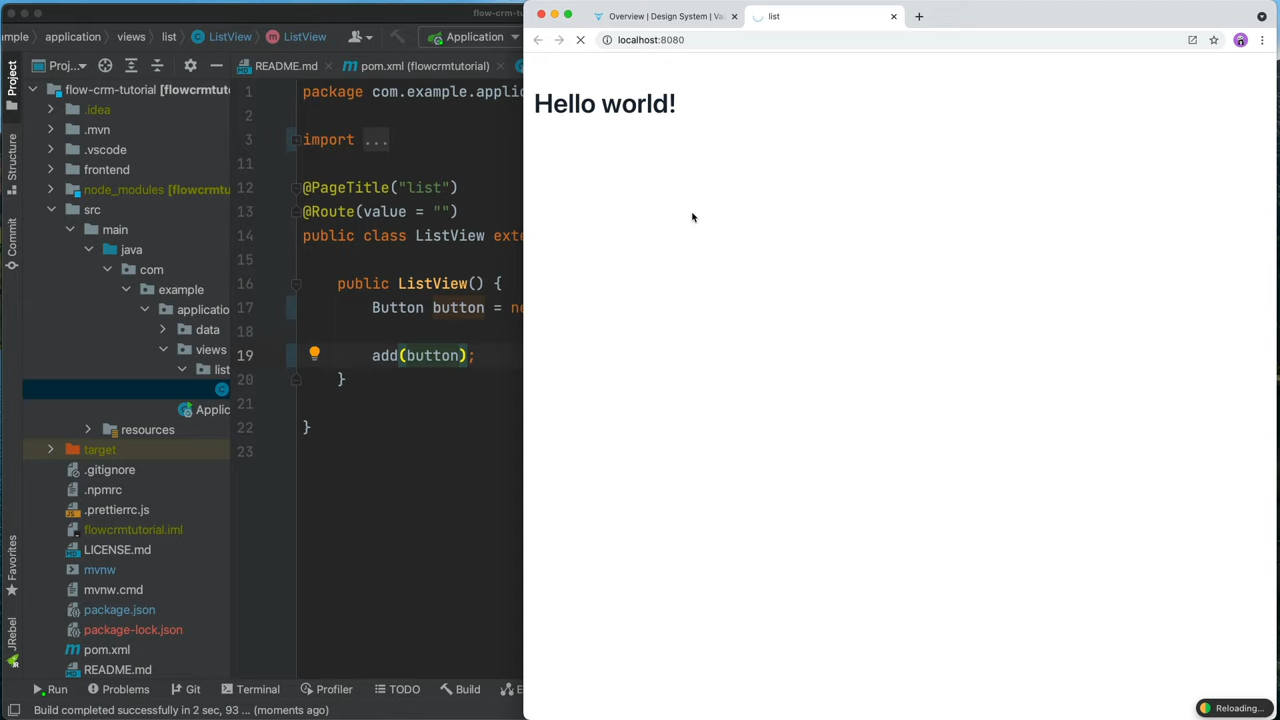 flow-crm-tu
mple application views list ListView ListView Application
Project
Structure
Commit
Favorites
JRebel
Proj...
flow-crm-tutorial [flowcrmtut
.idea
.mvn
.vscode
frontend
node_modules [flowcrmtu
src
main
java
com
example
applicatio
data
views
list
Applic
resources
target
.gitignore
.npmrc
.prettierrc.js
flowcrmtutorial.iml
LICENSE.md
mvnw
mvnw.cmd
package.json
package-lock.json
pom.xml
README.md
README.md pom.xml (flowcrmtutorial)
1 package com.example.applic
2
3 import ...
11
12 @PageTitle("list")
13 @Route(value = "")
14 public class ListView exte
15
16 public ListView() {
17 Button button = ne
18
19 add(button);
20 }
21
22 }
23
Run Problems Git Terminal Profiler TODO Build E
Build completed successfully in 2 sec, 93 ... (moments ago)
Overview | Design System | Vaa list
localhost:8080
Hello world!
Reloading...